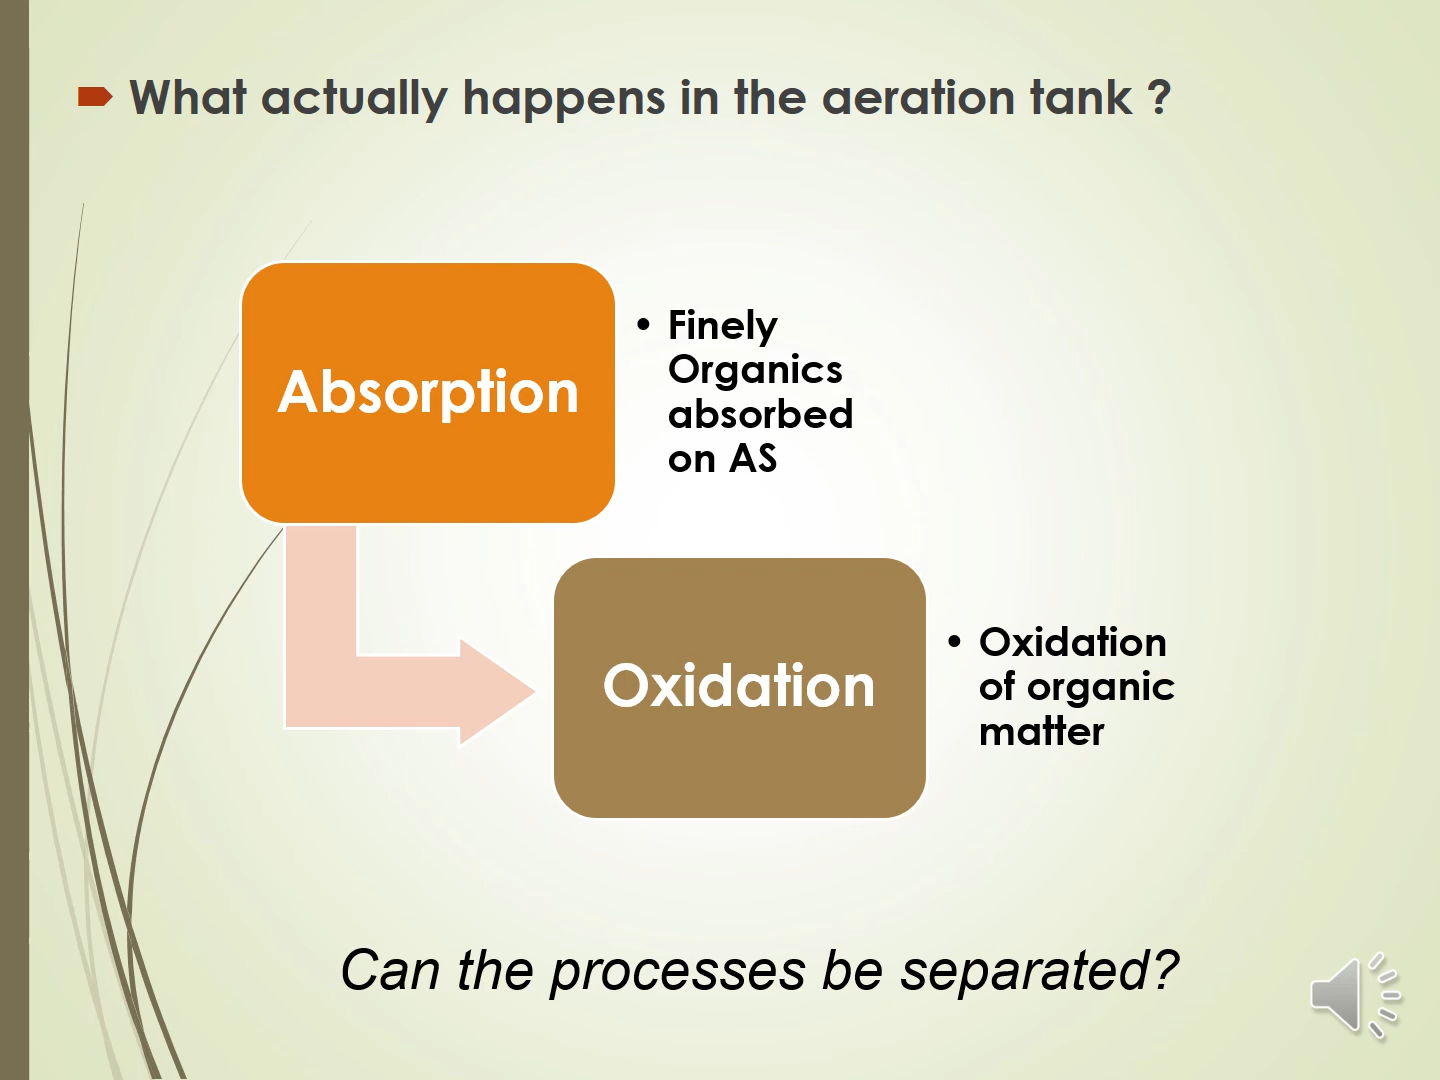 What actually happens in the aeration tank ?
Absorption
• Finely
Organics
absorbed
on AS
Oxidation
• Oxidation
of organic
matter
Can the processes be separated?